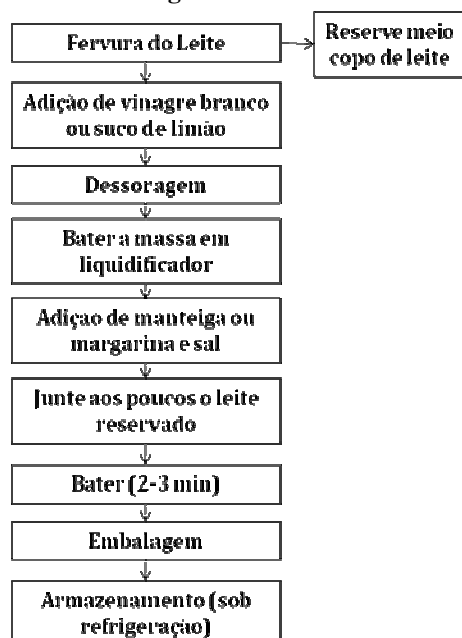 Fervura do Leite
Reserve meio
copo de leite
Adição de vinagre branco
ou suco de limão
Dessoragem
Bater a massa em
liquidificador
Adiçao de manteiga ou
margarina e sal
Junte aos poucos o leite
reservado
Bater (2-3 min)
Embalagem
Armazenamento (sob
refrigeração)